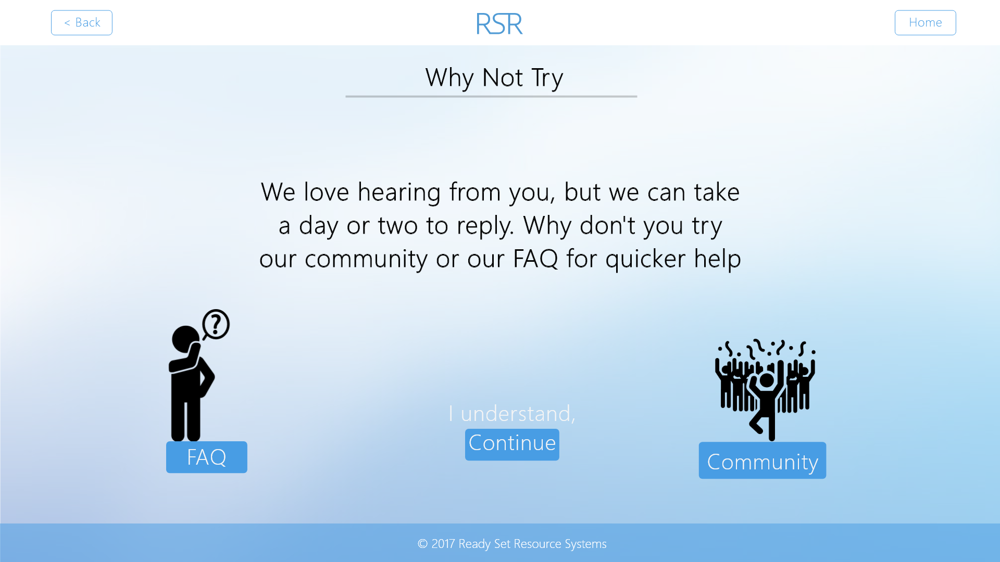 < Back
RSR
Home
Why Not Try
We love hearing from you, but we can take
a day or two to reply. Why don't you try
our community or our FAQ for quicker help
?
I understand,
Continue
FAQ
Community
© 2017 Ready Set Resource Systems